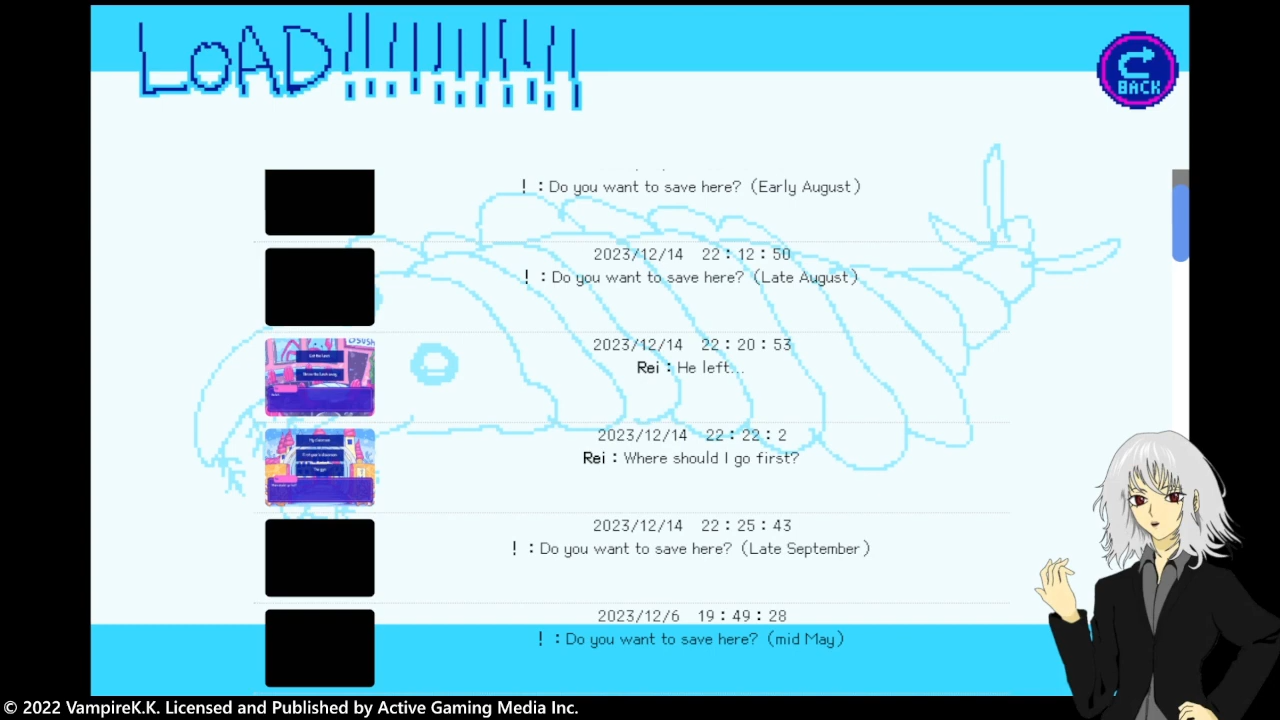 LOAD!!!!!!!!!!!
BACK
!:Do you want to save here? (Early August)
2023/12/14 22:12:50
!:Do you want to save here? (Late August)
2023/12/14 22:20:53
Rei:He left...
2023/12/14 22:22:2
Rei:Where should I go first?
2023/12/14 22:25:43
!:Do you want to save here? (Late September)
2023/12/6 19:49:28
!:Do you want to save here? (mid May)
© 2022 VampireK.K. Licensed and Published by Active Gaming Media Inc.